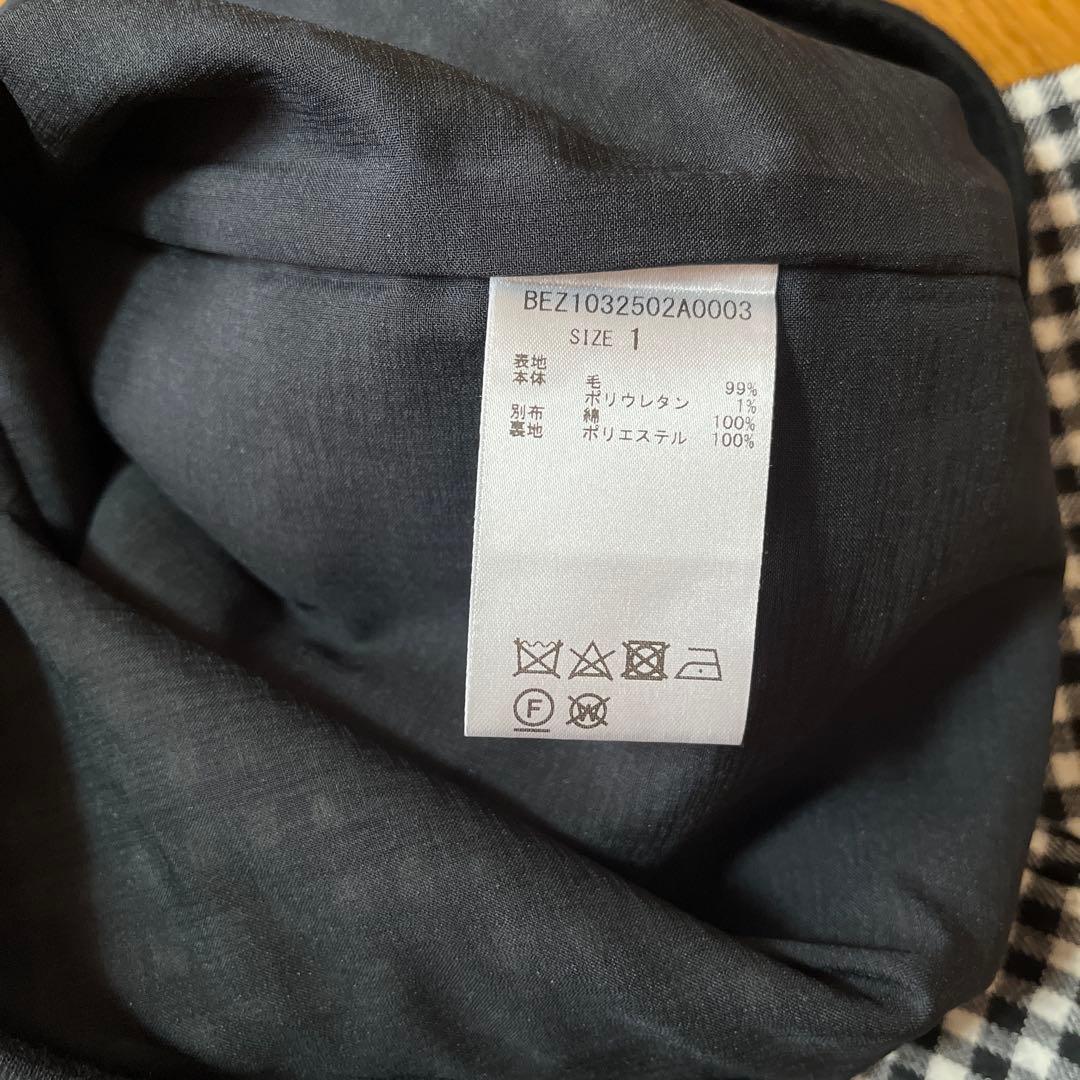 BEZ1032502A0003
SIZE 1
表地
本体 毛 99%
ポリウレタン 1%
別布 綿 100%
裏地 ポリエステル 100%
F W